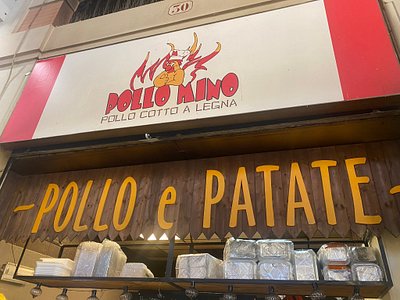 50
POLLO MINO
POLLO COTTO A LEGNA
POLLO e PATATE